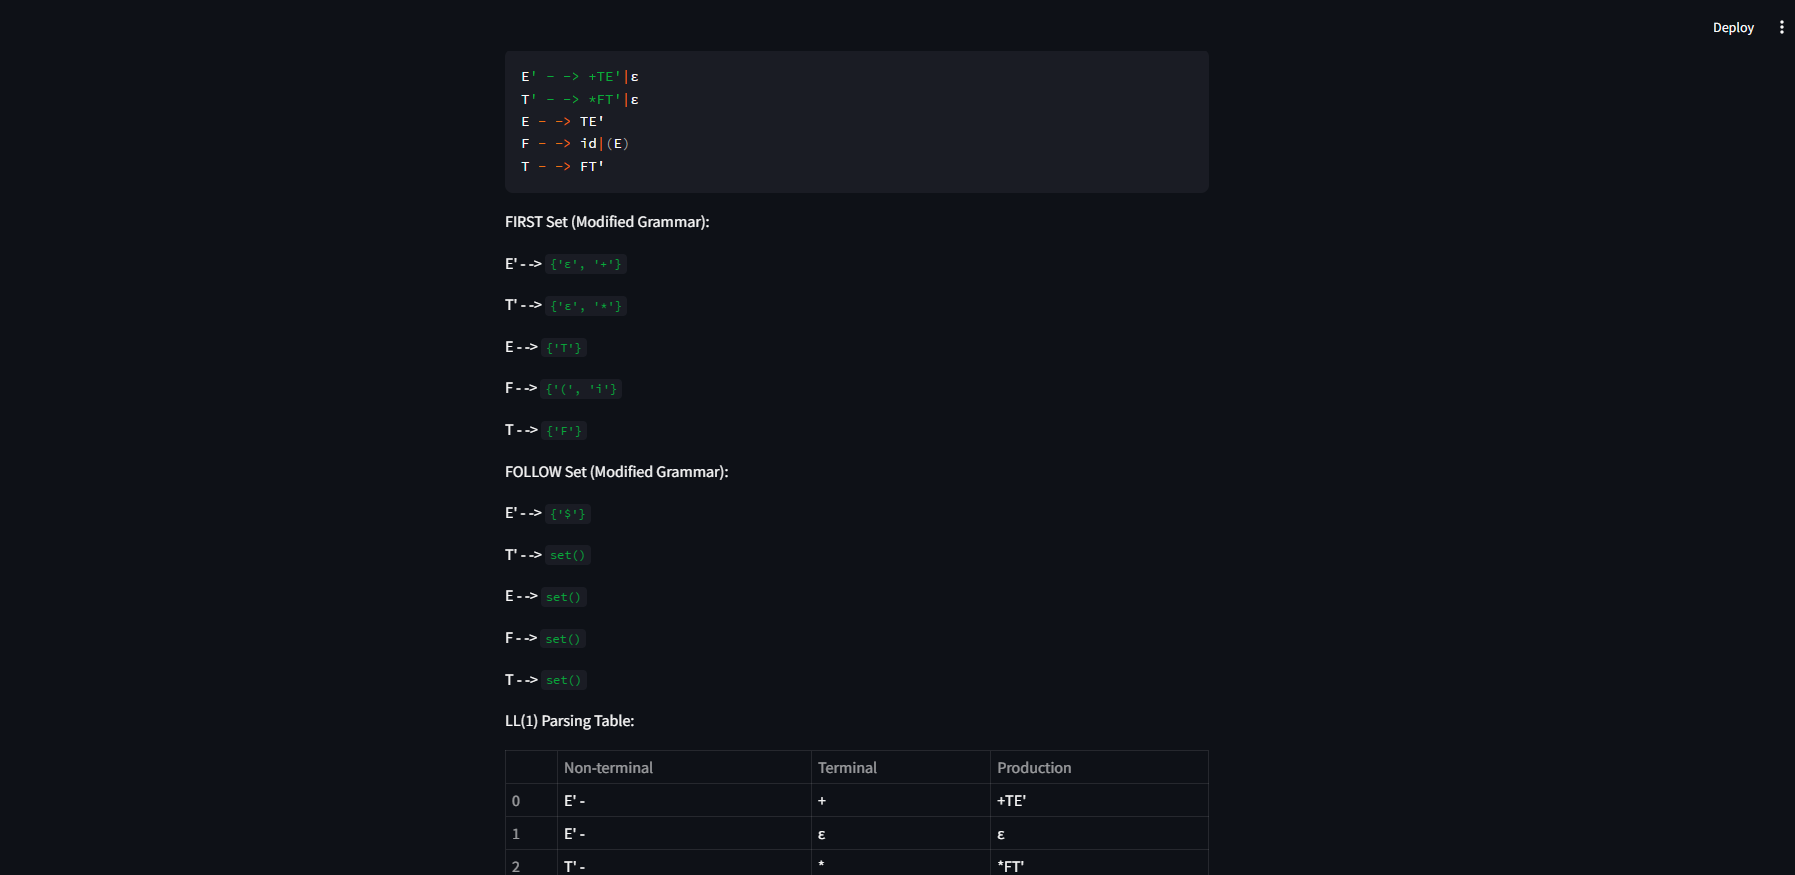 Deploy
E' - -> +TE'|ε
T' - -> *FT'|ε
E - -> TE'
F - -> id|(E)
T - -> FT'
FIRST Set (Modified Grammar):
E'--> {'ε', '+'}
T'--> {'ε', '*'}
E--> {'T'}
F--> {'(', 'i'}
T--> {'F'}
FOLLOW Set (Modified Grammar):
E'--> {'$'}
T'--> set()
E--> set()
F--> set()
T--> set()
LL(1) Parsing Table:
Non-terminal Terminal Production
0 E' - + +TE'
1 E' - ε ε
2 T' - * *FT'